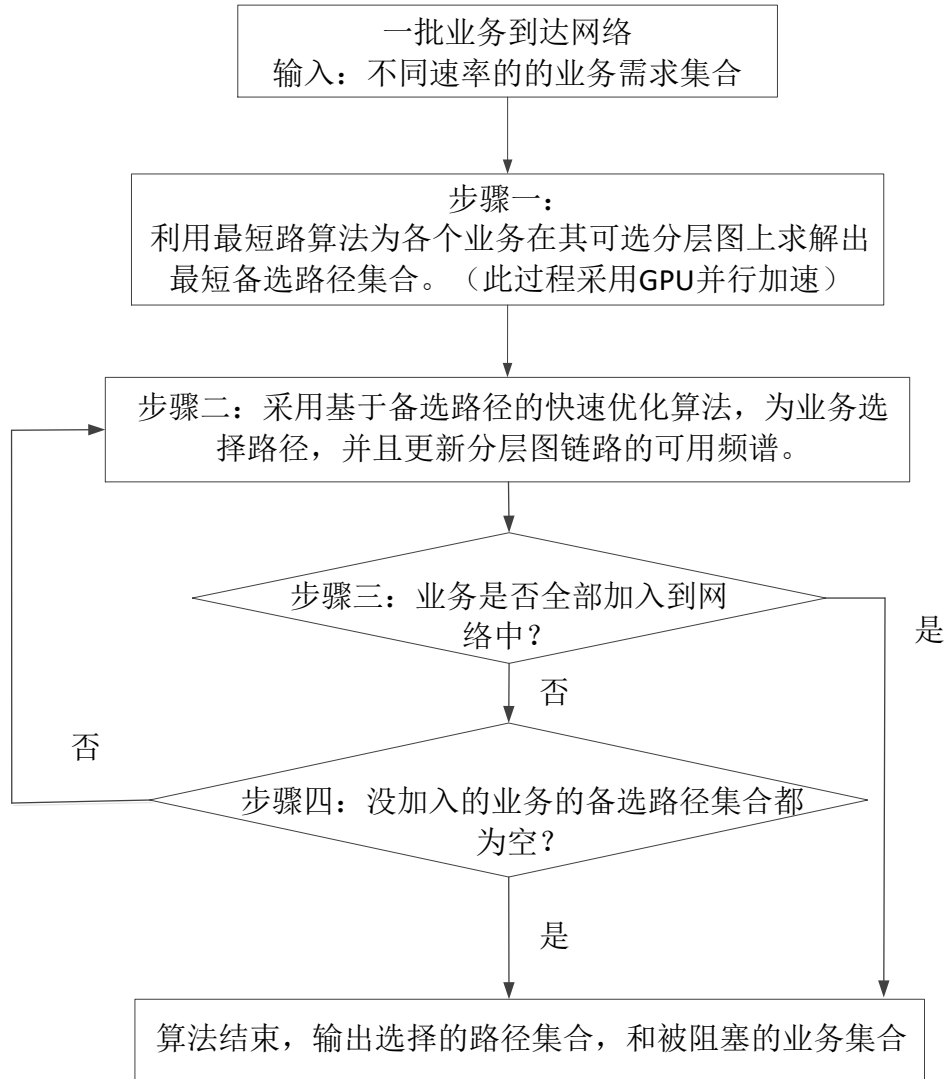 一批业务到达网络
输入：不同速率的的业务需求集合
步骤一：
利用最短路算法为各个业务在其可选分层图上求解出
最短备选路径集合。（此过程采用GPU并行加速）
步骤二：采用基于备选路径的快速优化算法，为业务选
择路径，并且更新分层图链路的可用频谱。
步骤三：业务是否全部加入到网
络中？
是
否
否
步骤四：没加入的业务的备选路径集合都
为空？
是
算法结束，输出选择的路径集合，和被阻塞的业务集合